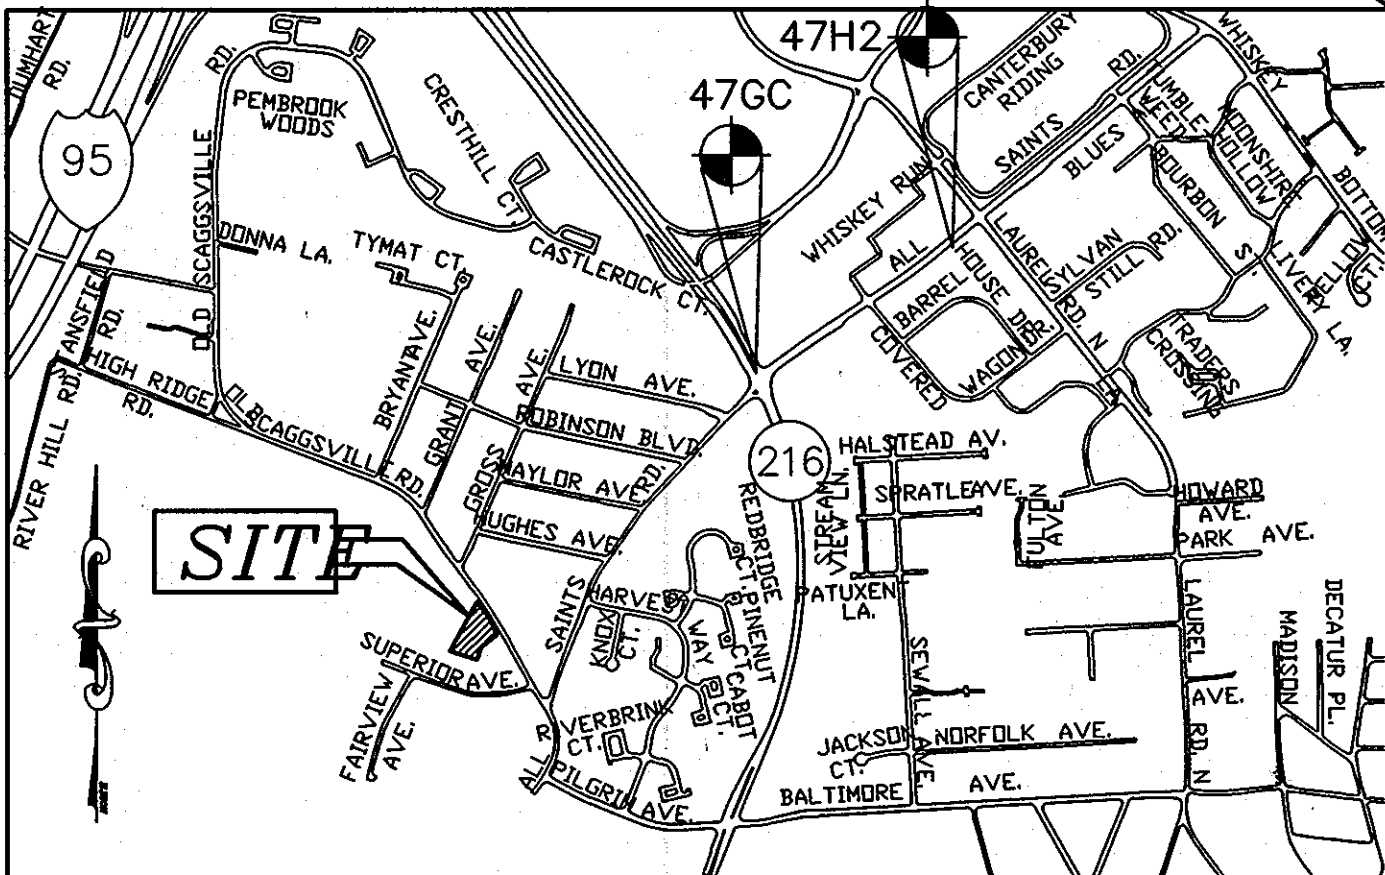 47H2
47GC
DUMHART
RD.
95
OLD SCAGGSVILLE RD.
PEMBROOK
WOODS
CRESTHILL CT.
CASTLEROCK CT.
DONNA LA.
TYMAT CT.
CANTERBURY
RIDING
ALL SAINTS RD.
BLUES
WHISKEY
BOTTOM
TUMBLE
WEED
MOONSHIRE
HOLLOW
BOURBON S
LIVERY LA.
MELLOW
CT.
WHISKEY RUN
LAUREL RD. N
SYLVAN
STILL RD.
HOUSE DR.
BARREL
COVERED
WAGON DR.
TRADERS
CROSSING
STANSFIELD
RD.
HIGH RIDGE
RD.
RIVER HILL RD.
OLD SCAGGSVILLE RD.
BRYANT AVE.
GRANT AVE.
GROSS AVE.
LYON AVE.
ROBINSON BLVD.
NAYLOR AVE.
HUGHES AVE.
216
HALSTEAD AV.
SPRATLE AVE.
STREAM
VIEW LN.
FULTON
AVE
HOWARD
AVE.
PARK AVE.
PATUXEN
LA.
REDBRIDGE
CT.
PINENUT
CT.
CABOT
CT.
HARVEST
WAY
KNOX
CT.
SITE
SUPERIOR AVE.
FAIRVIEW
AVE.
ALL SAINTS RD.
RIVERBRINK
CT.
PILGRIM AVE.
SEWALL AVE.
JACKSON
CT.
NORFOLK AVE.
BALTIMORE AVE.
LAUREL RD. N
AVE.
MADISON
DECATUR PL.